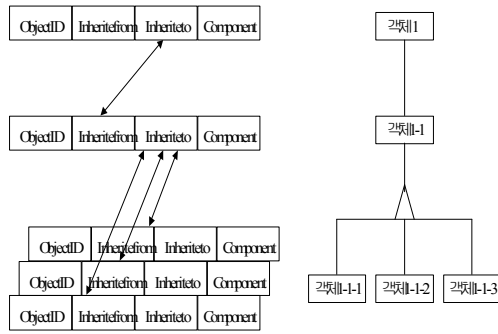 ObjectID Inheritefrom Inheriteto Component
객체1
ObjectID Inheritefrom Inheriteto Component
객체1-1
ObjectID Inheritefrom Inheriteto Component
ObjectID Inheritefrom Inheriteto Component
ObjectID Inheritefrom Inheriteto Component
객체1-1-1 객체1-1-2 객체1-1-3